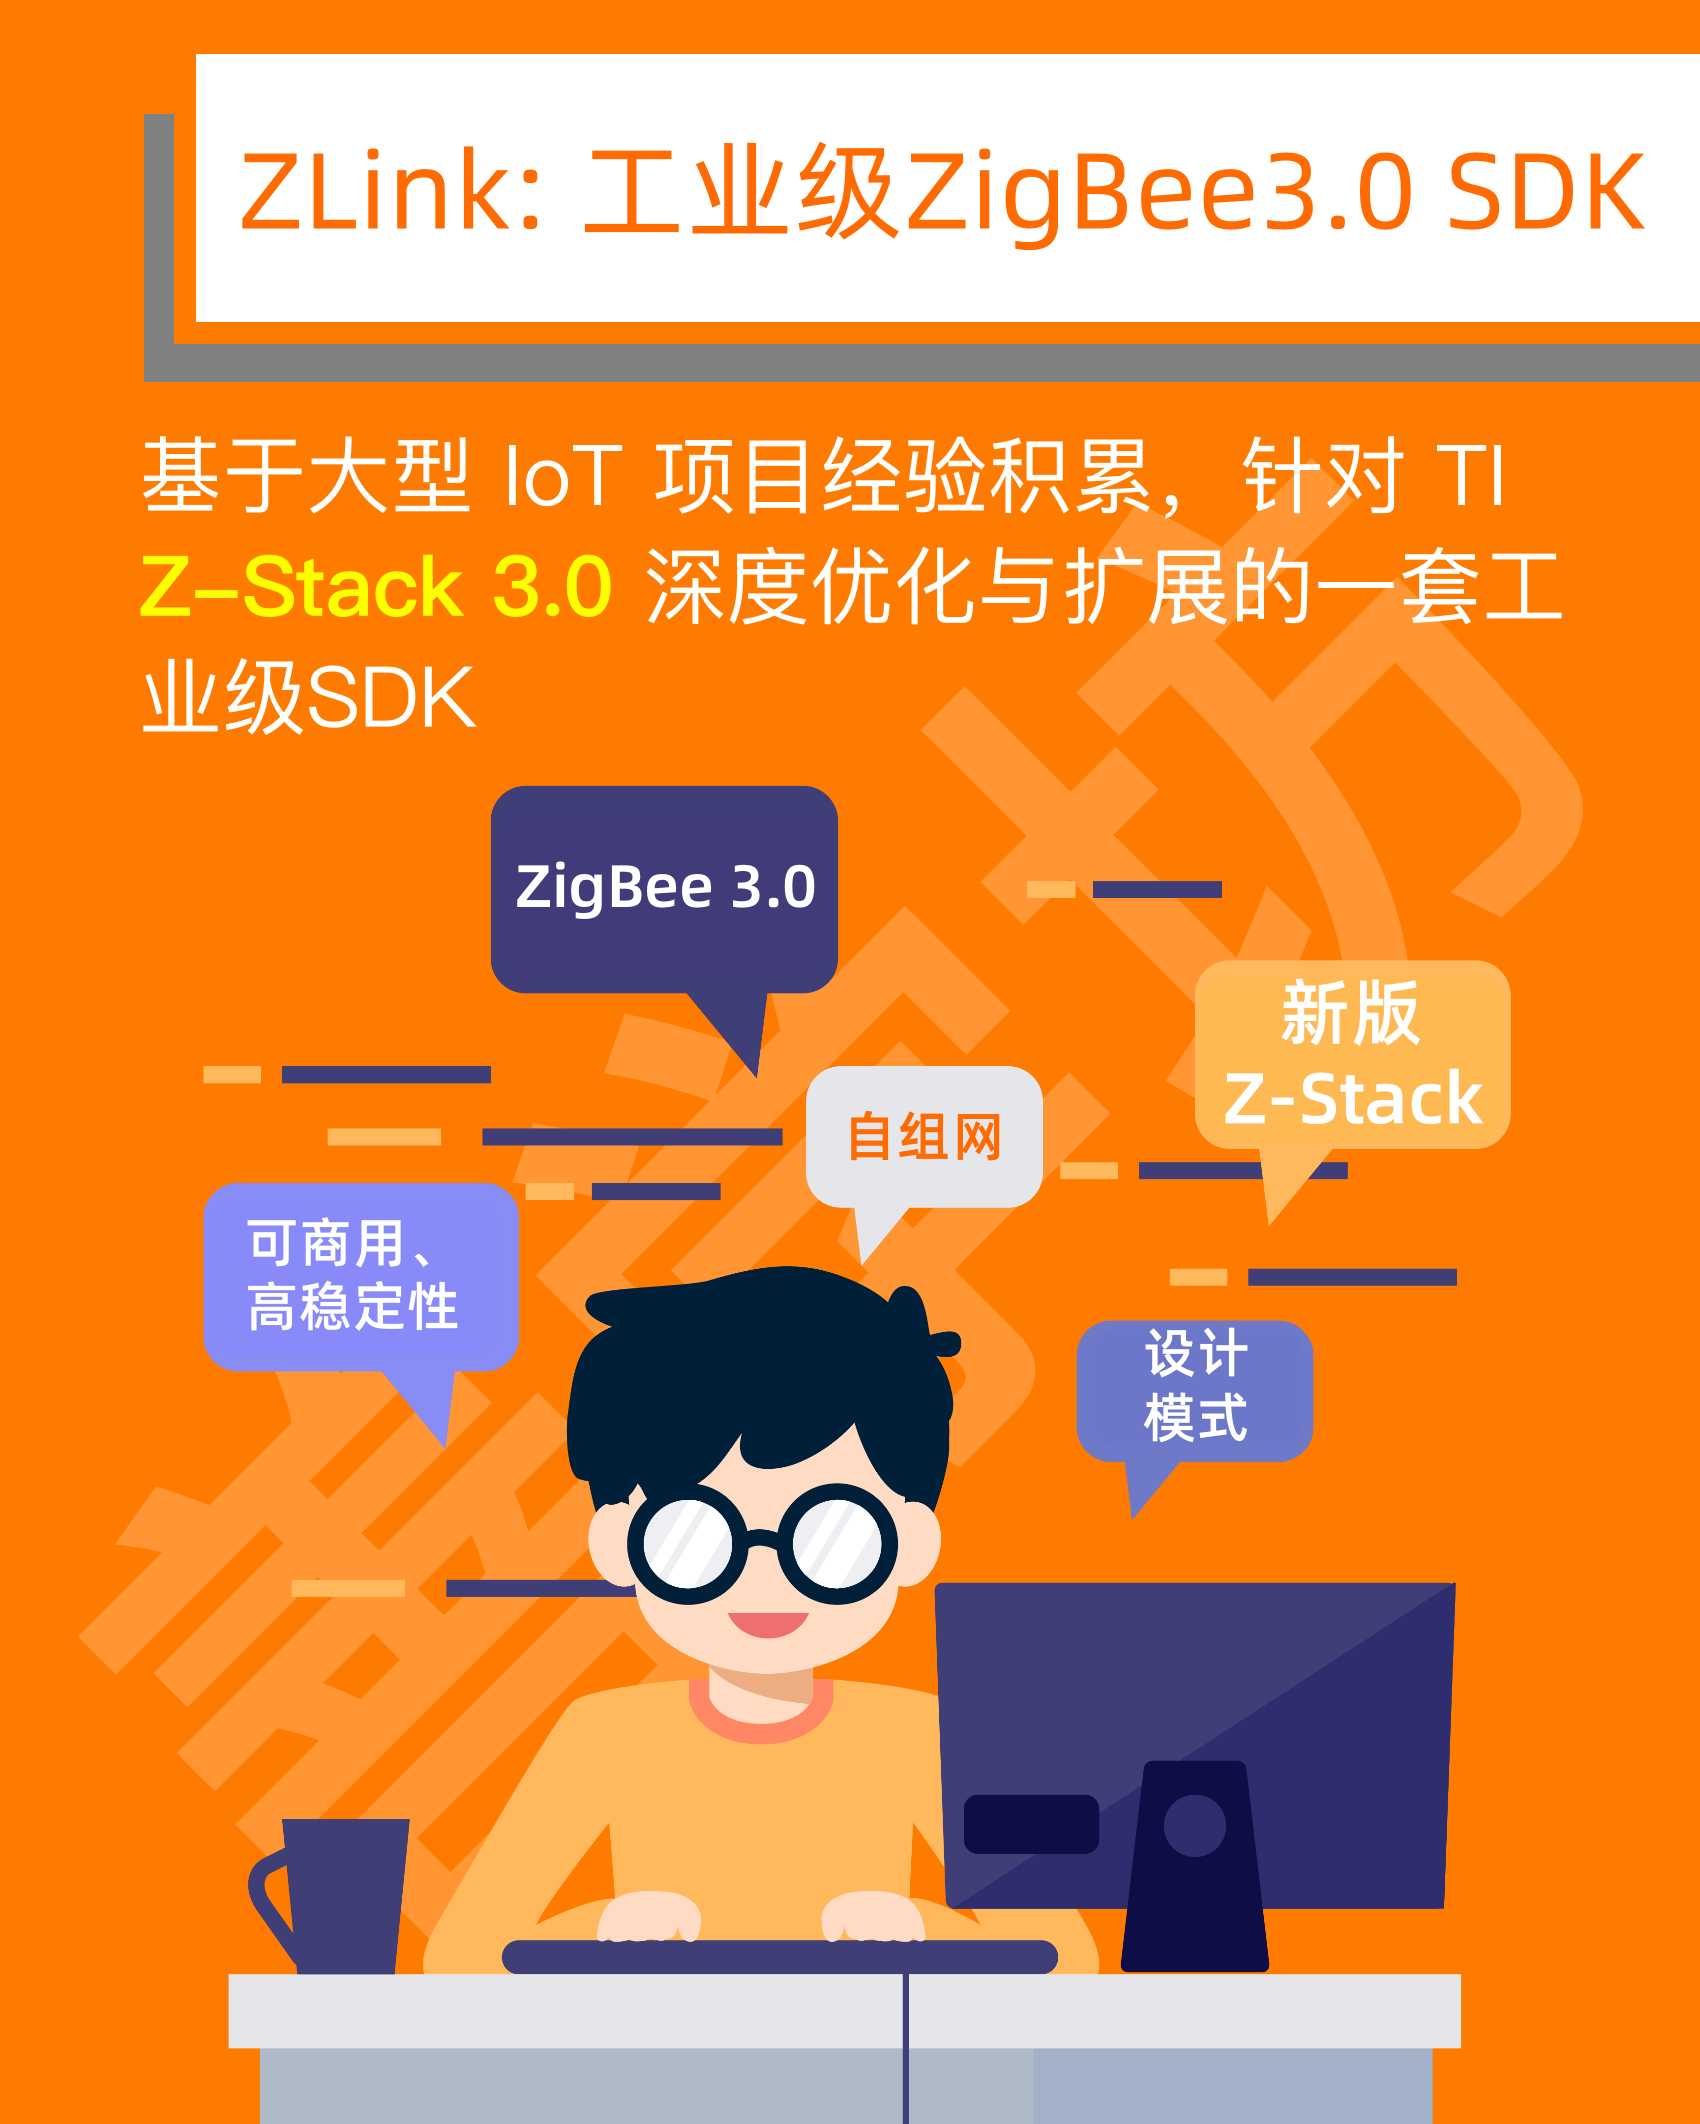 ZLink: 工业级ZigBee3.0 SDK
基于大型 IoT 项目经验积累，针对 TI
Z-Stack 3.0 深度优化与扩展的一套工
业级SDK
ZigBee 3.0
新版
Z-Stack
自组网
可商用、
高稳定性
设计
模式